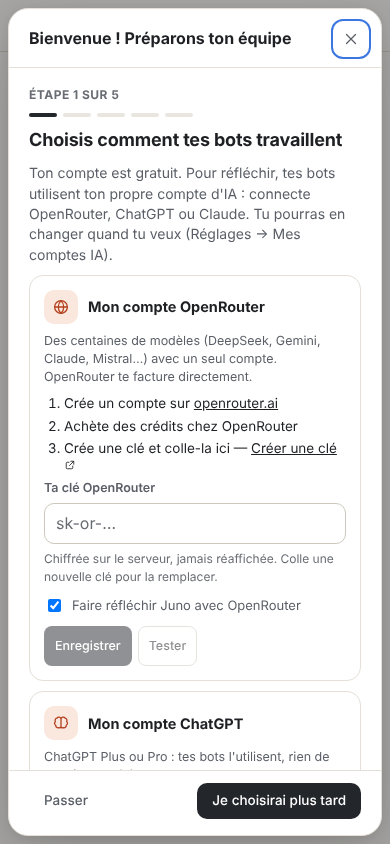 Bienvenue ! Préparons ton équipe
ÉTAPE 1 SUR 5
Choisis comment tes bots travaillent
Ton compte est gratuit. Pour réfléchir, tes bots
utilisent ton propre compte d'IA : connecte
OpenRouter, ChatGPT ou Claude. Tu pourras en
changer quand tu veux (Réglages → Mes
comptes IA).
Mon compte OpenRouter
Des centaines de modèles (DeepSeek, Gemini,
Claude, Mistral...) avec un seul compte.
OpenRouter te facture directement.
1. Crée un compte sur openrouter.ai
2. Achète des crédits chez OpenRouter
3. Crée une clé et colle-la ici — Créer une clé
Ta clé OpenRouter
sk-or-...
Chiffrée sur le serveur, jamais réaffichée. Colle une
nouvelle clé pour la remplacer.
Faire réfléchir Juno avec OpenRouter
Enregistrer
Tester
Mon compte ChatGPT
ChatGPT Plus ou Pro : tes bots l'utilisent, rien de
Passer
Je choisirai plus tard